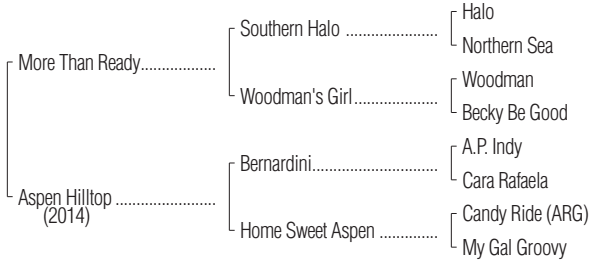 Halo
Southern Halo ......................
Northern Sea
More Than Ready..................
Woodman
Woodman's Girl....................
Becky Be Good
A.P. Indy
Bernardini..............................
Cara Rafaela
Aspen Hilltop ........................
(2014)
Candy Ride (ARG)
Home Sweet Aspen ..............
My Gal Groovy